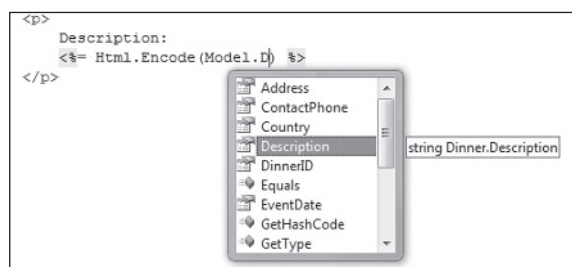 <p>
Description:
<%= Html.Encode(Model.D) %>
</p>
Address
ContactPhone
Country
Description
string Dinner.Description
DinnerID
Equals
EventDate
GetHashCode
GetType